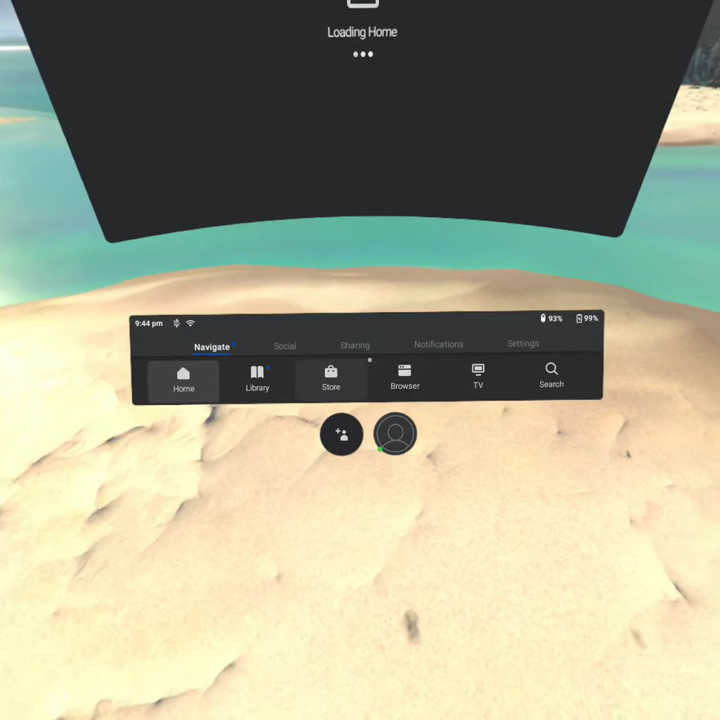 Loading Home
9:44 pm
93%
99%
Navigate
Social
Sharing
Notifications
Settings
Home
Library
Store
Browser
TV
Search